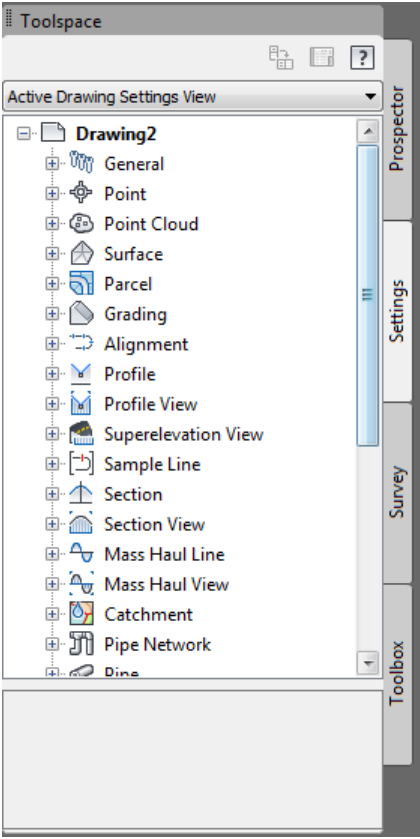 Toolspace
?
Active Drawing Settings View
Drawing2
General
Point
Point Cloud
Surface
Parcel
Grading
Alignment
Profile
Profile View
Superelevation View
Sample Line
Section
Section View
Mass Haul Line
Mass Haul View
Catchment
Pipe Network
Pipe
Prospector
Settings
Survey
Toolbox